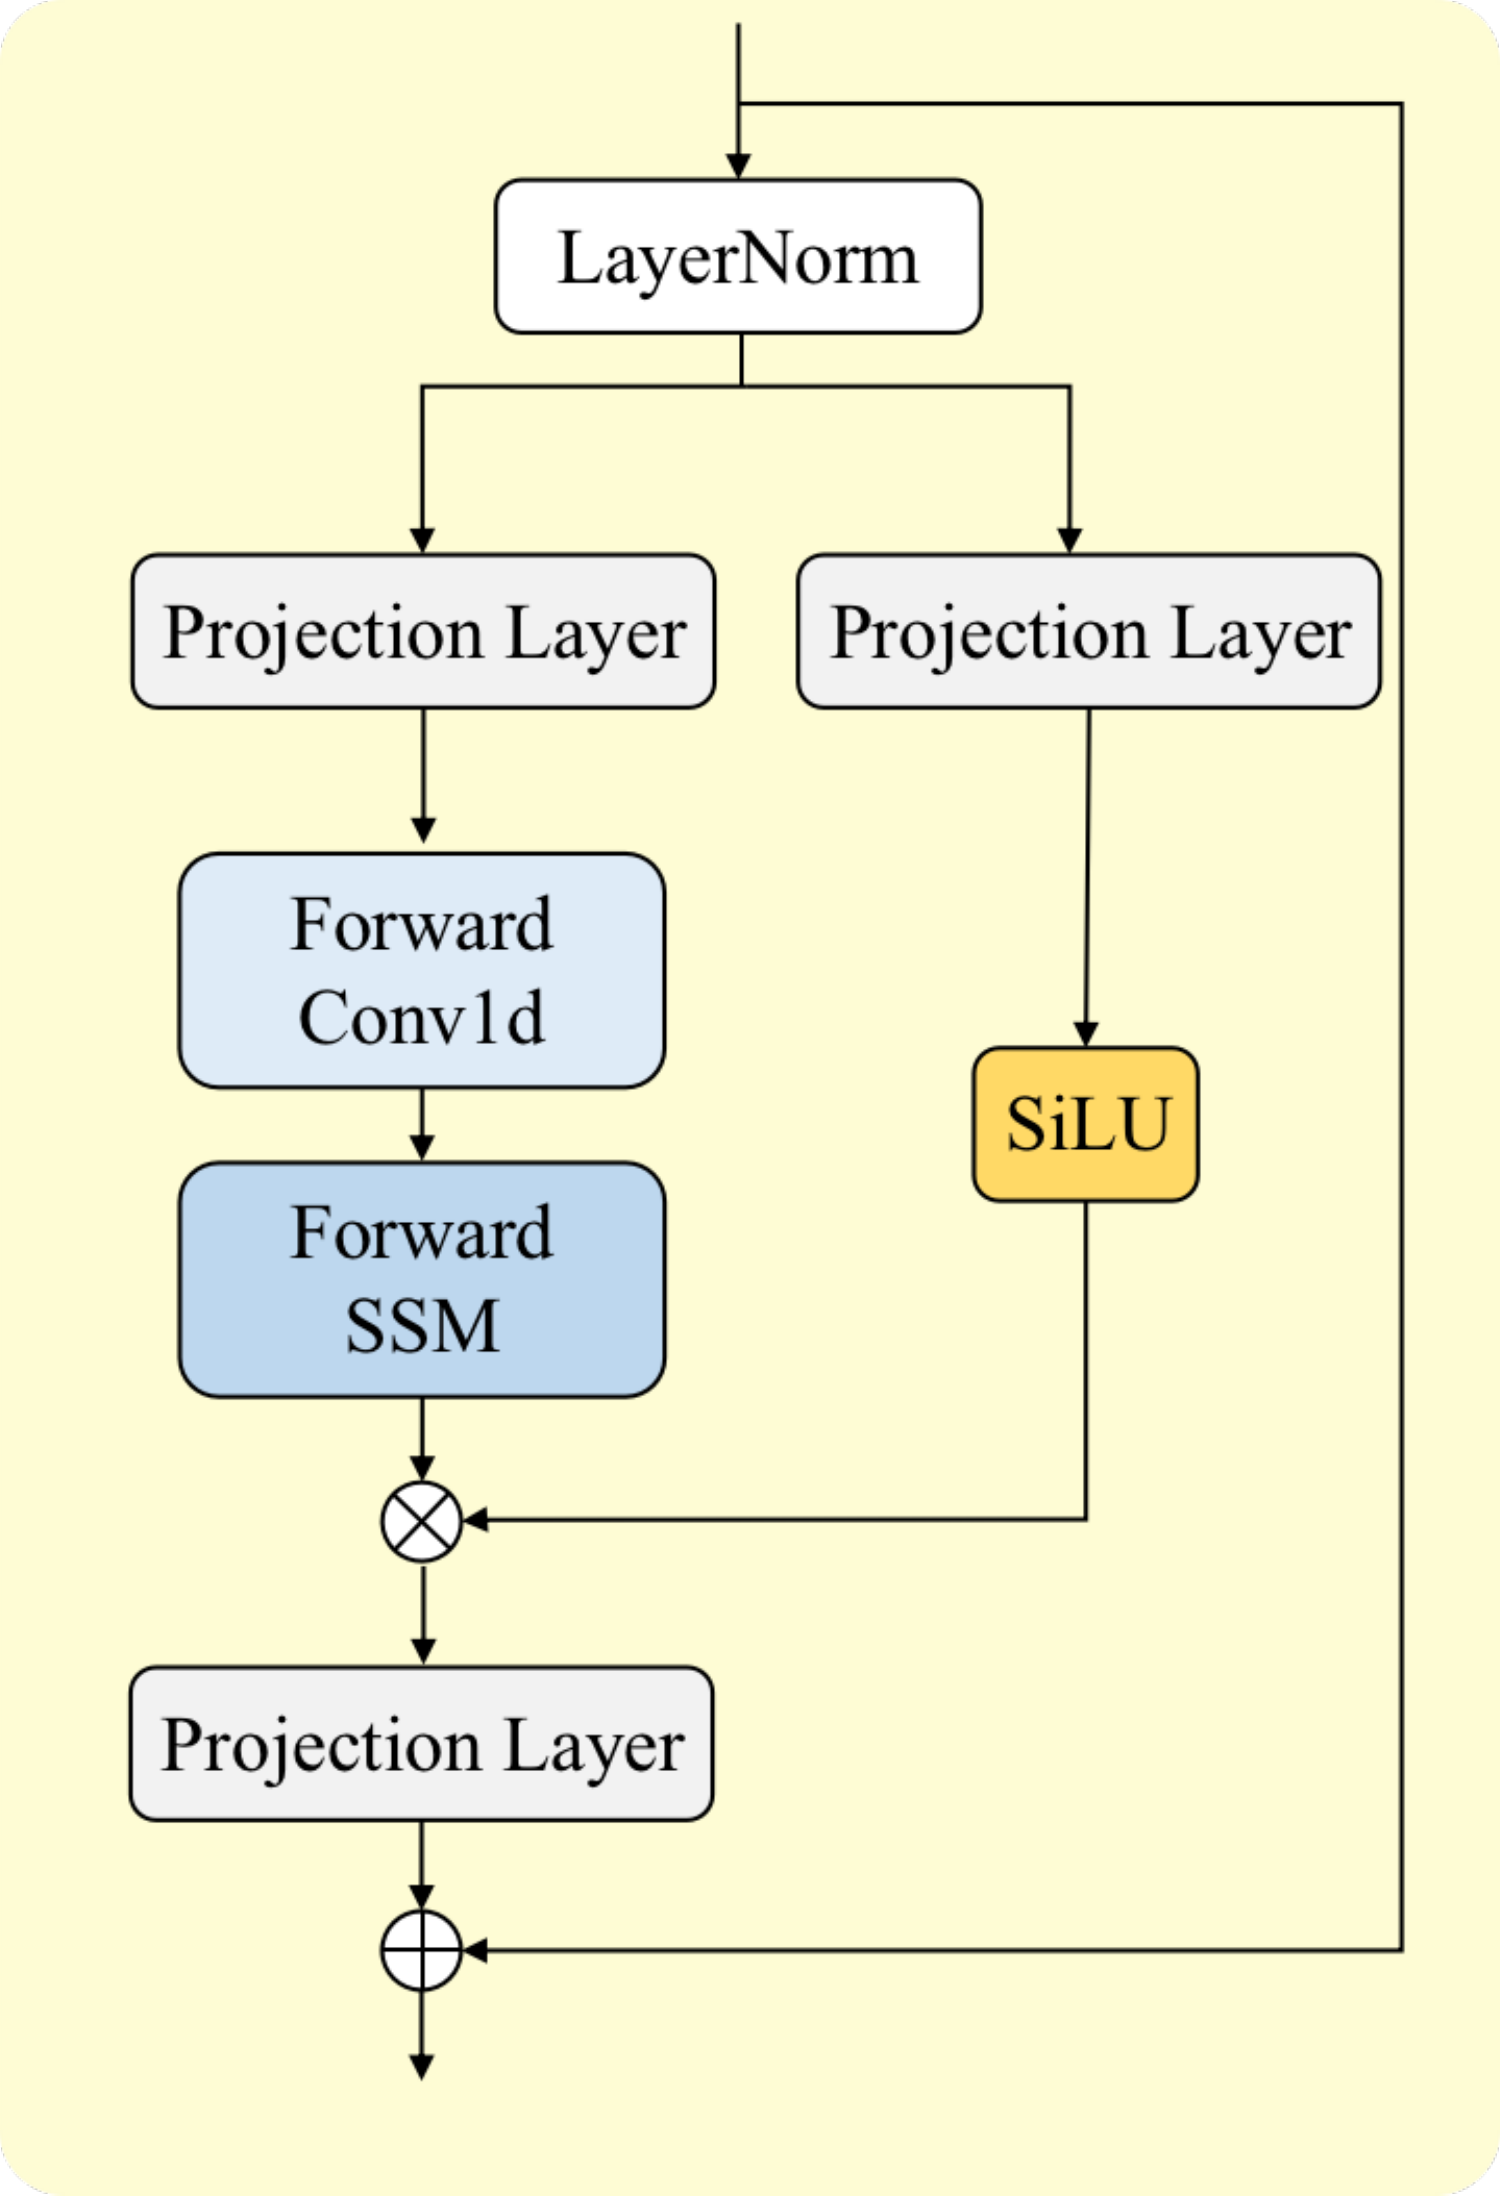 LayerNorm
Projection Layer
Projection Layer
Forward
Conv1d
SiLU
Forward
SSM
Projection Layer